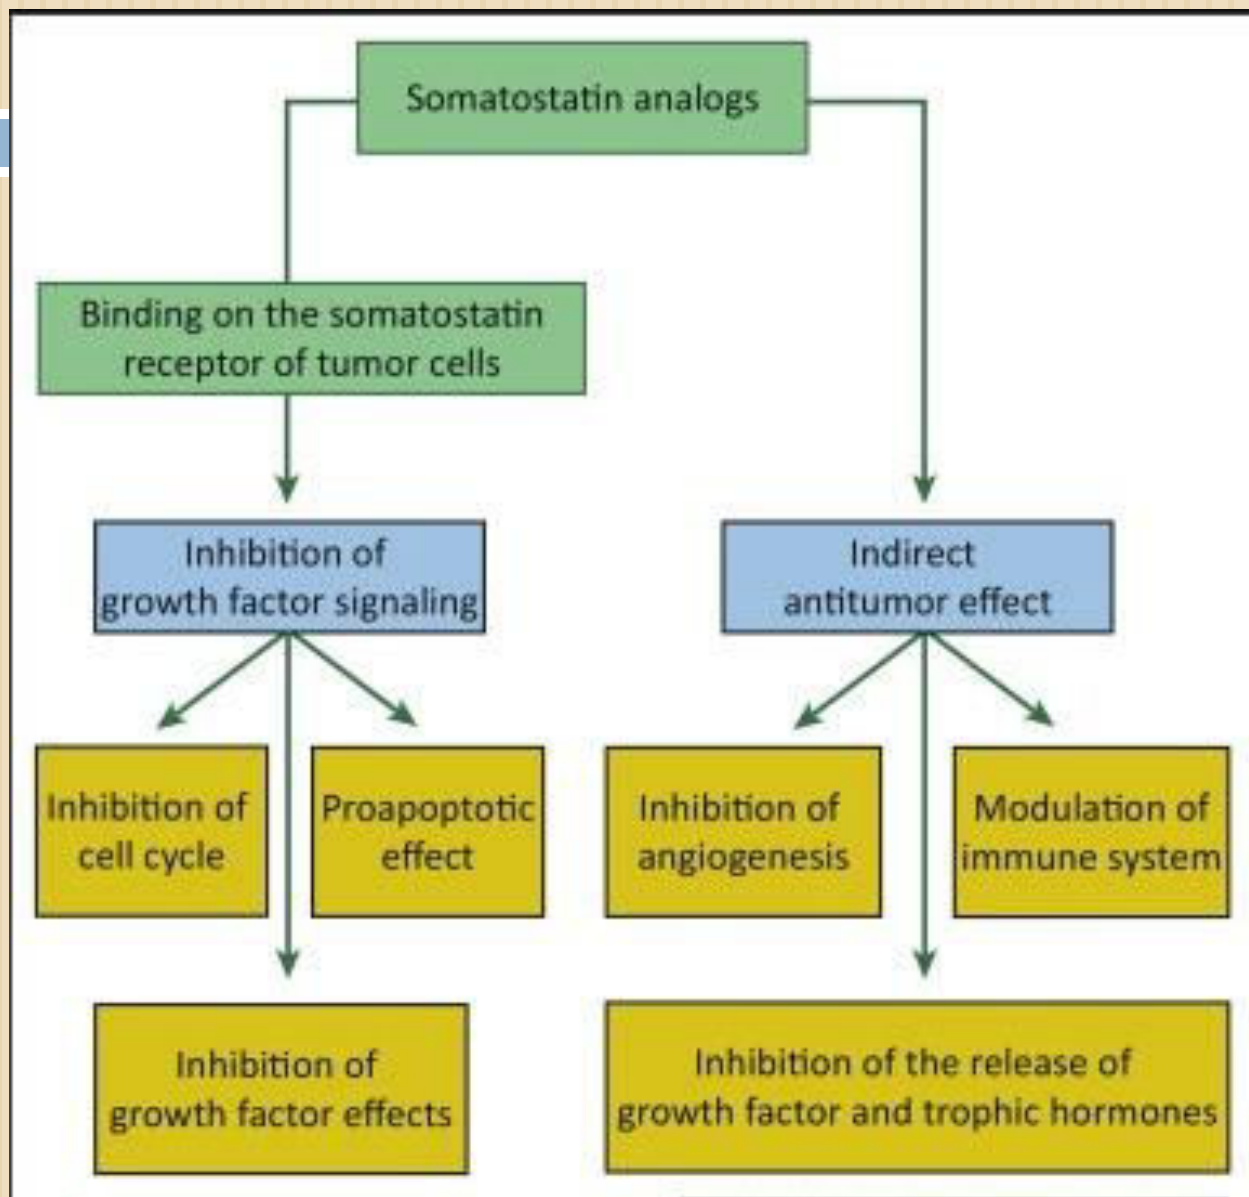 Somatostatin analogs
Binding on the somatostatin
receptor of tumor cells
Inhibition of
growth factor signaling
Indirect
antitumor effect
Inhibition of
cell cycle
Proapoptotic
effect
Inhibition of
angiogenesis
Modulation of
immune system
Inhibition of
growth factor effects
Inhibition of the release of
growth factor and trophic hormones